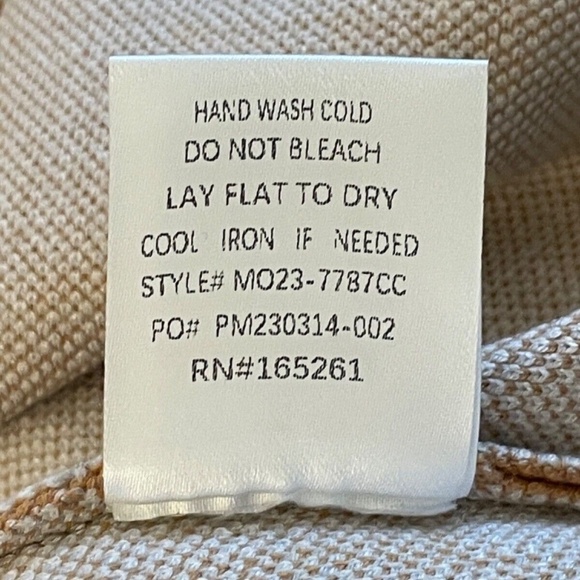 HAND WASH COLD
DO NOT BLEACH
LAY FLAT TO DRY
COOL IRON IF NEEDED
STYLE# MO23-7787CC
PO# PM230314-002
RN#165261